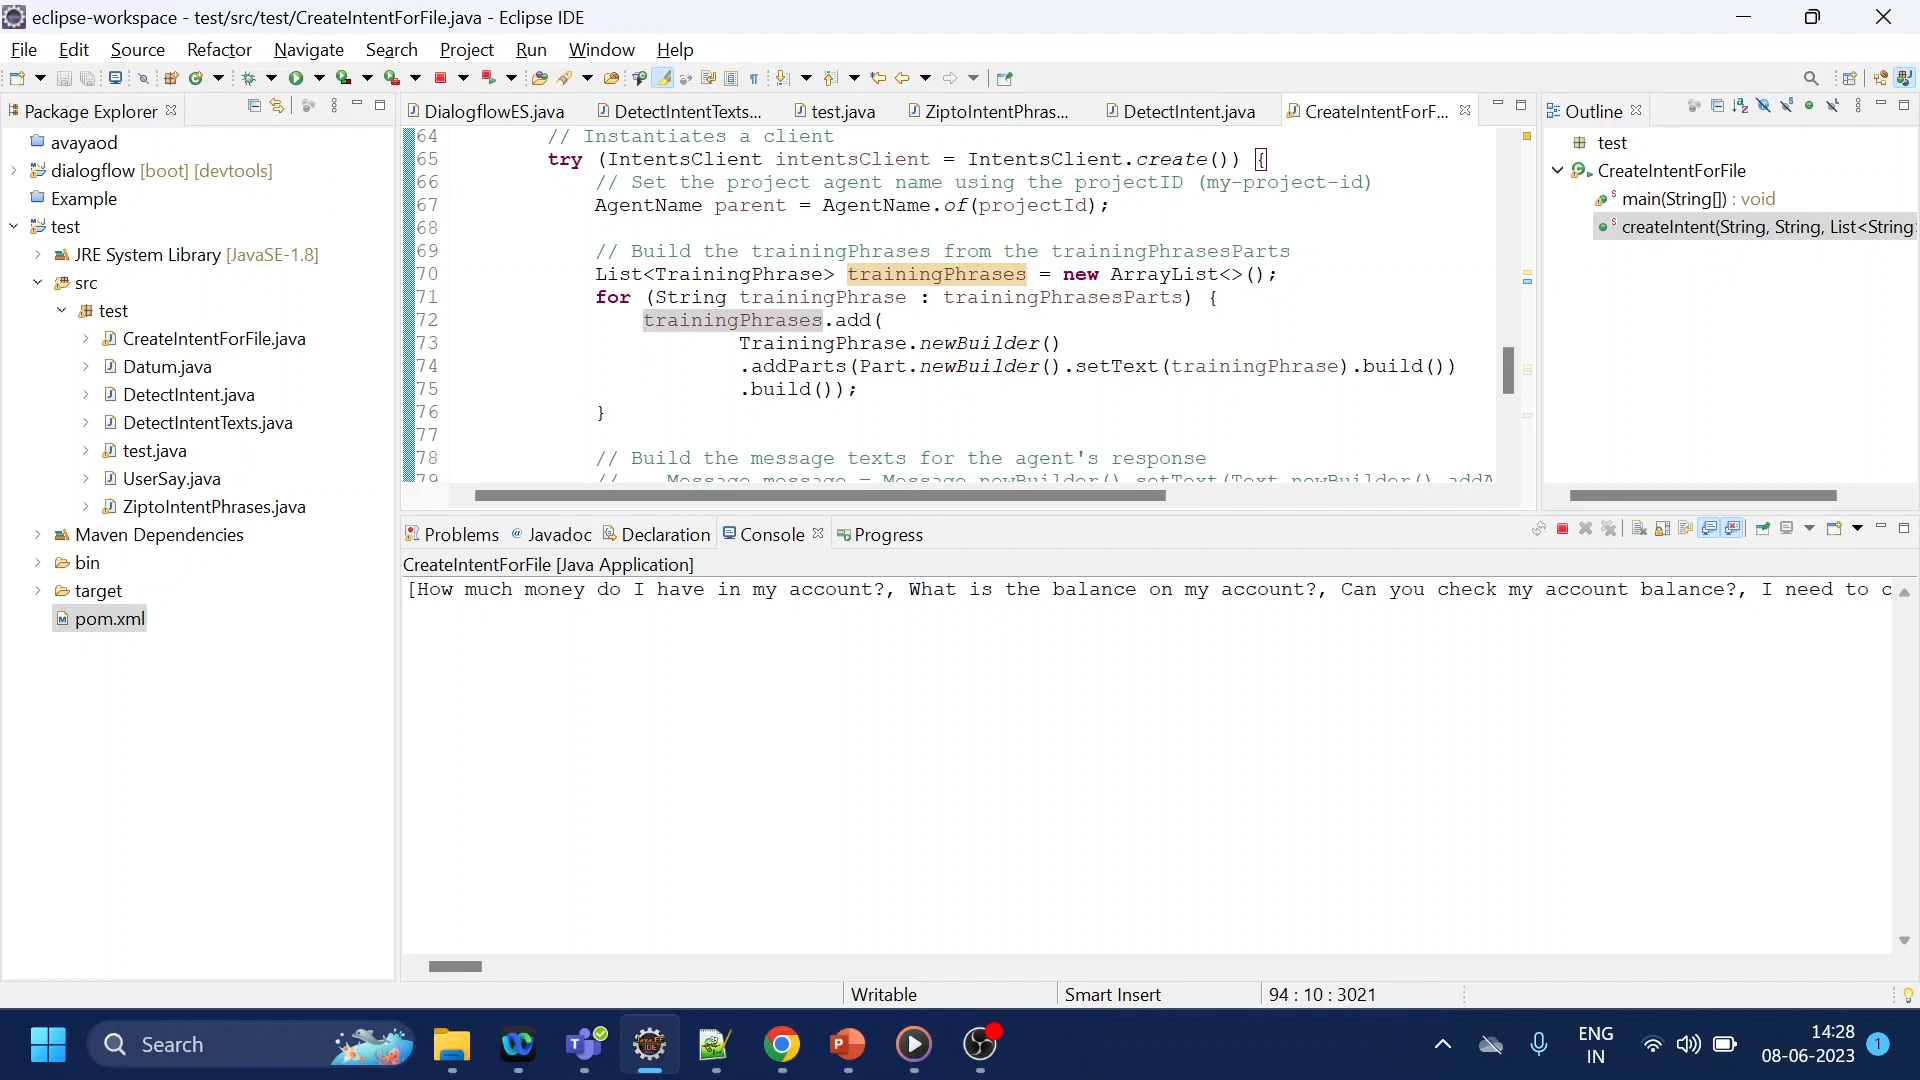 eclipse-workspace - test/src/test/CreateIntentForFile.java - Eclipse IDE
File Edit Source Refactor Navigate Search Project Run Window Help
Package Explorer
avayaod
dialogflow [boot] [devtools]
Example
test
JRE System Library [JavaSE-1.8]
src
test
CreateIntentForFile.java
Datum.java
DetectIntent.java
DetectIntentTexts.java
test.java
UserSay.java
ZiptoIntentPhrases.java
Maven Dependencies
bin
target
pom.xml
DialogflowES.java DetectIntentTexts... test.java ZiptoIntentPhras... DetectIntent.java CreateIntentForF...
64 // Instantiates a client
65 try (IntentsClient intentsClient = IntentsClient.create()) {
66 // Set the project agent name using the projectID (my-project-id)
67 AgentName parent = AgentName.of(projectId);
68
69 // Build the trainingPhrases from the trainingPhrasesParts
70 List<TrainingPhrase> trainingPhrases = new ArrayList<>();
71 for (String trainingPhrase : trainingPhrasesParts) {
72 trainingPhrases.add(
73 TrainingPhrase.newBuilder()
74 .addParts(Part.newBuilder().setText(trainingPhrase).build())
75 .build());
76 }
77
78 // Build the message texts for the agent's response
79 // Message message = Message.newBuilder().setText(Text.newBuilder().addA
Outline
test
CreateIntentForFile
main(String[]) : void
createIntent(String, String, List<String
Problems Javadoc Declaration Console Progress
CreateIntentForFile [Java Application]
[How much money do I have in my account?, What is the balance on my account?, Can you check my account balance?, I need to c
Writable Smart Insert 94 : 10 : 3021
Search
ENG
IN
14:28
08-06-2023
1